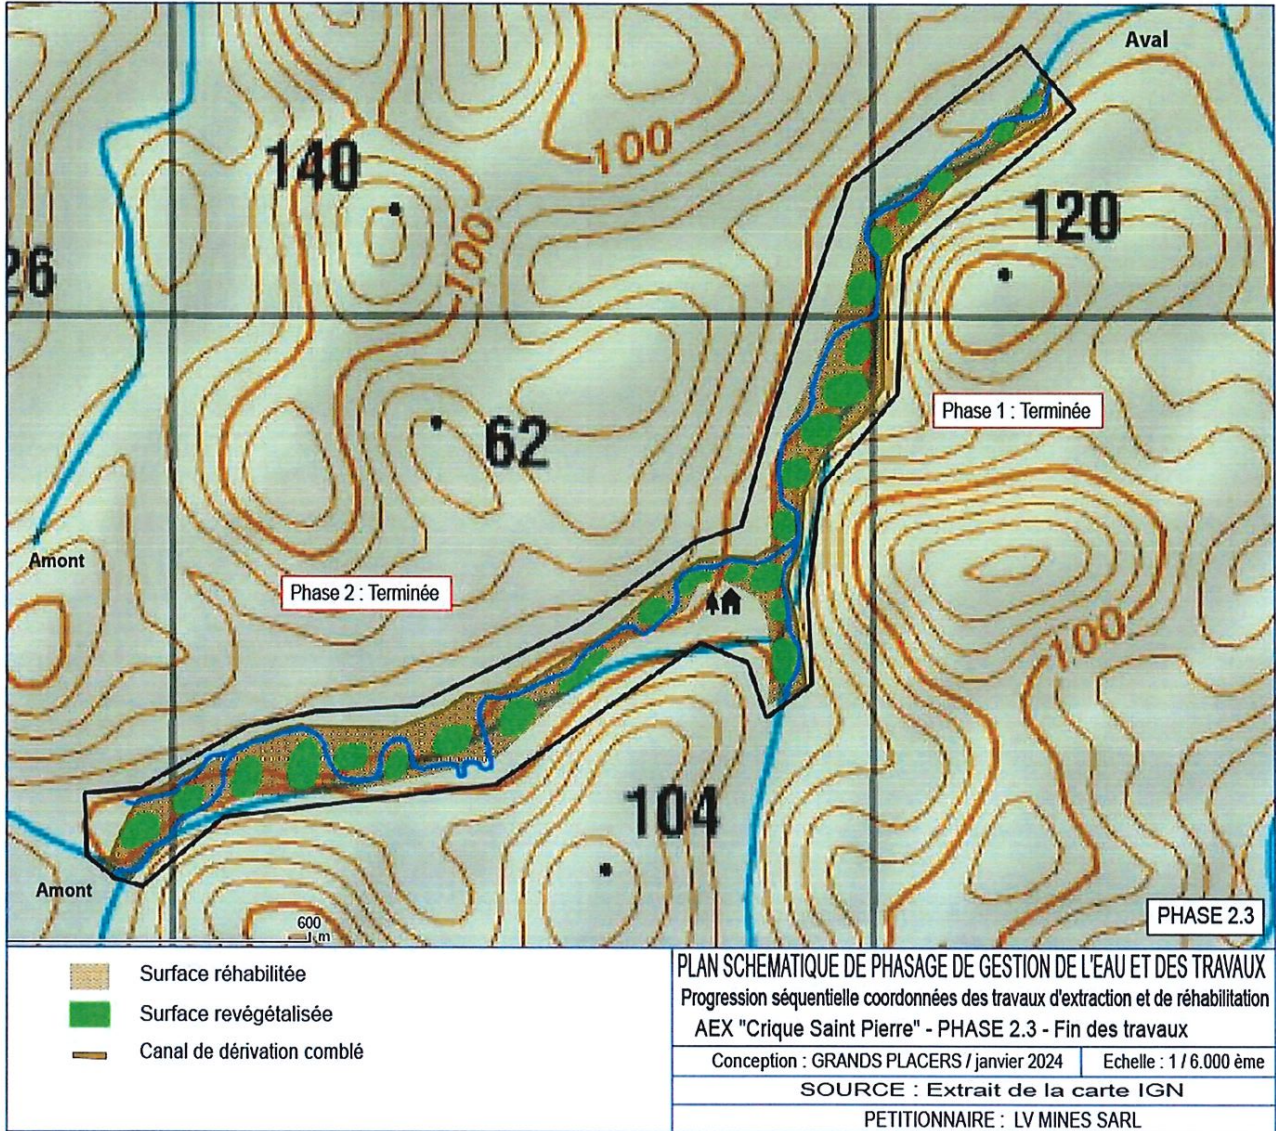 Aval
100
140
120
100
26
Phase 1 : Terminée
62
Amont
Phase 2 : Terminée
100
104
Amont
PHASE 2.3
600
m
Surface réhabilitée
Surface revégétalisée
Canal de dérivation comblé
PLAN SCHEMATIQUE DE PHASAGE DE GESTION DE L'EAU ET DES TRAVAUX
Progression séquentielle coordonnées des travaux d'extraction et de réhabilitation
AEX "Crique Saint Pierre" - PHASE 2.3 - Fin des travaux
Conception : GRANDS PLACERS / janvier 2024 Echelle : 1 / 6.000 ème
SOURCE : Extrait de la carte IGN
PETITIONNAIRE : LV MINES SARL